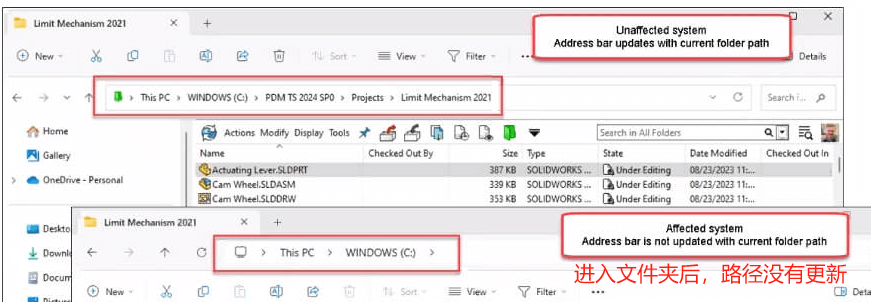 Limit Mechanism 2021
Unaffected system
Address bar updates with current folder path
New
Sort
View
Filter
Details
This PC > WINDOWS (C:) > PDM TS 2024 SP0 > Projects > Limit Mechanism 2021
Search i...
Home
Actions Modify Display Tools
Search in All Folders
Gallery
Name Checked Out By Size Type State Date Modified Checked Out In
Actuating Lever.SLDPRT 387 KB SOLIDWORKS ... Under Editing 08/23/2023 11:...
OneDrive - Personal
Cam Wheel.SLDASM 339 KB SOLIDWORKS ... Under Editing 08/23/2023 11:...
Cam Wheel.SLDDRW 353 KB SOLIDWORKS ... Under Editing 08/23/2023 11:...
Deskto
Downlo
Docum
Limit Mechanism 2021
Affected system
Address bar is not updated with current folder path
This PC > WINDOWS (C:) >
进入文件夹后，路径没有更新
New
Sort
View
Filter
Deta